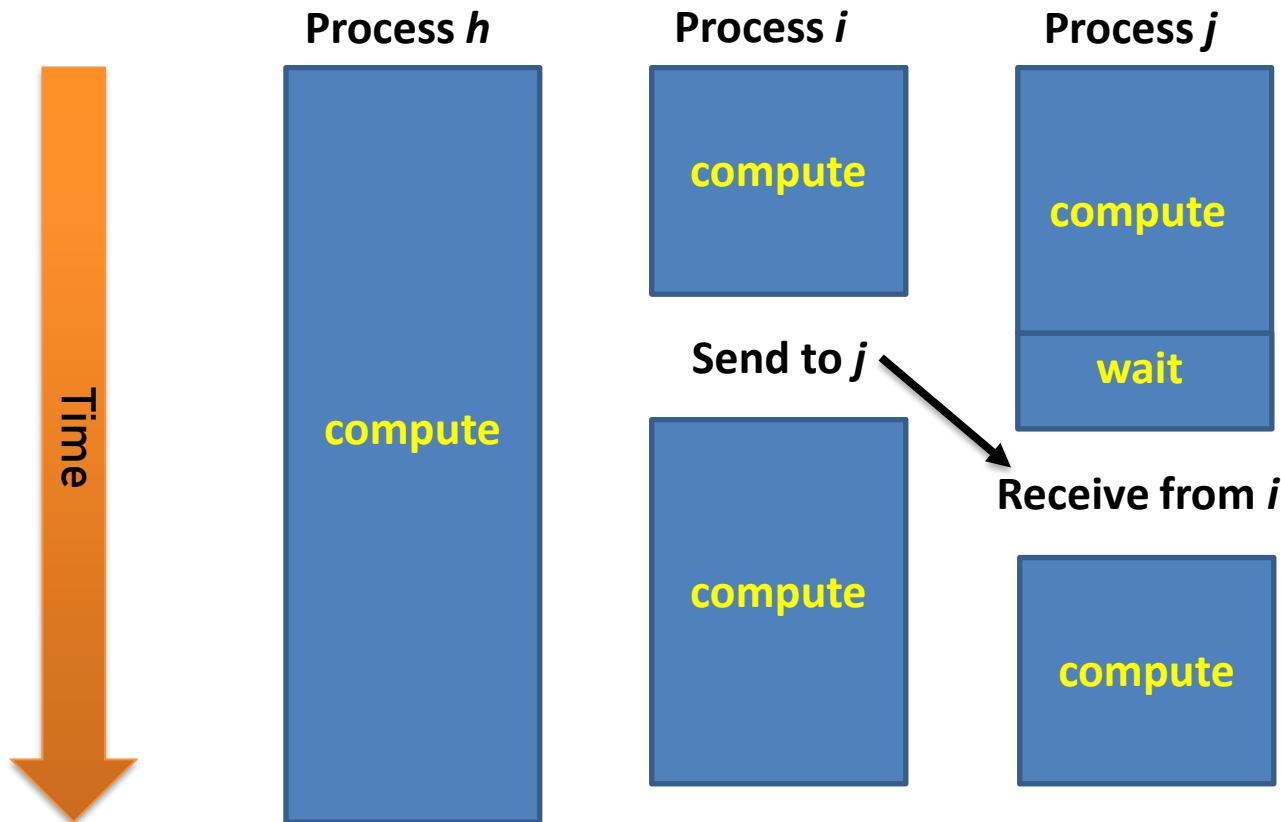 Process h
Process i
Process j
Time
compute
compute
compute
wait
Send to j
Receive from i
compute
compute